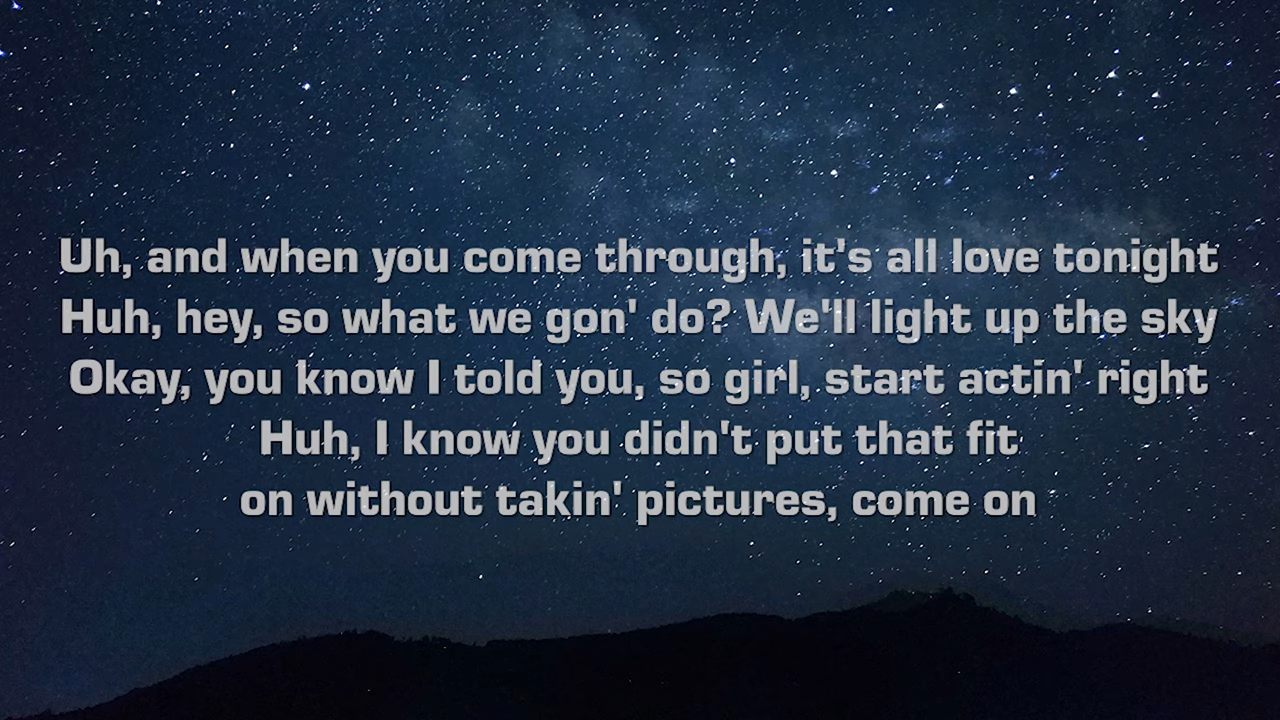 Uh, and when you come through, it's all love tonight
Huh, hey, so what we gon' do? We'll light up the sky
Okay, you know I told you, so girl, start actin' right
Huh, I know you didn't put that fit
on without takin' pictures, come on